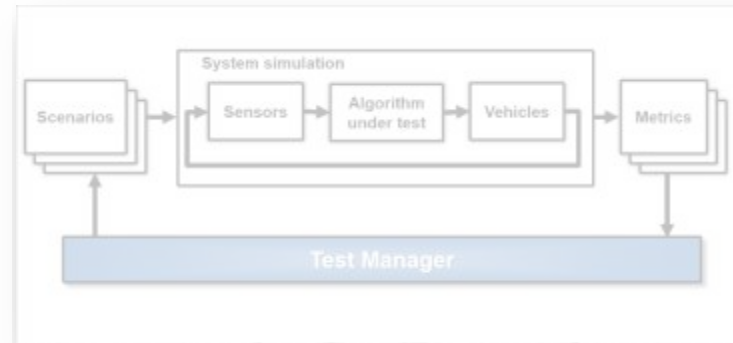 System simulation
Scenarios
Sensors
Algorithm
under test
Vehicles
Metrics
Test Manager